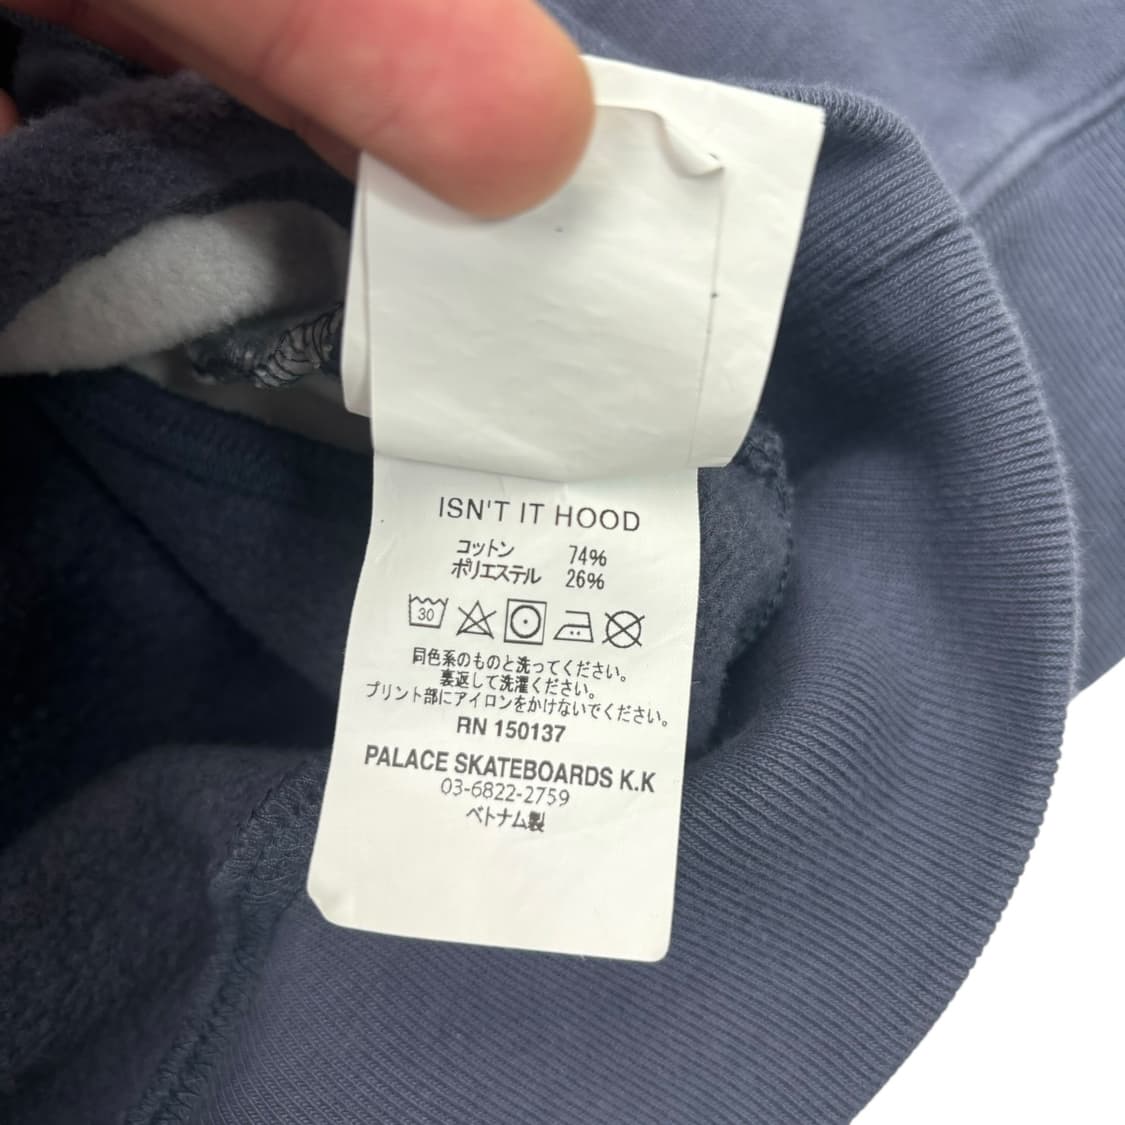 ISN'T IT HOOD
コットン 74%
ポリエステル 26%
30
同色系のものと洗ってください。
裏返して洗濯ください。
プリント部にアイロンをかけないでください。
RN 150137
PALACE SKATEBOARDS K.K
03-6822-2759
ベトナム製